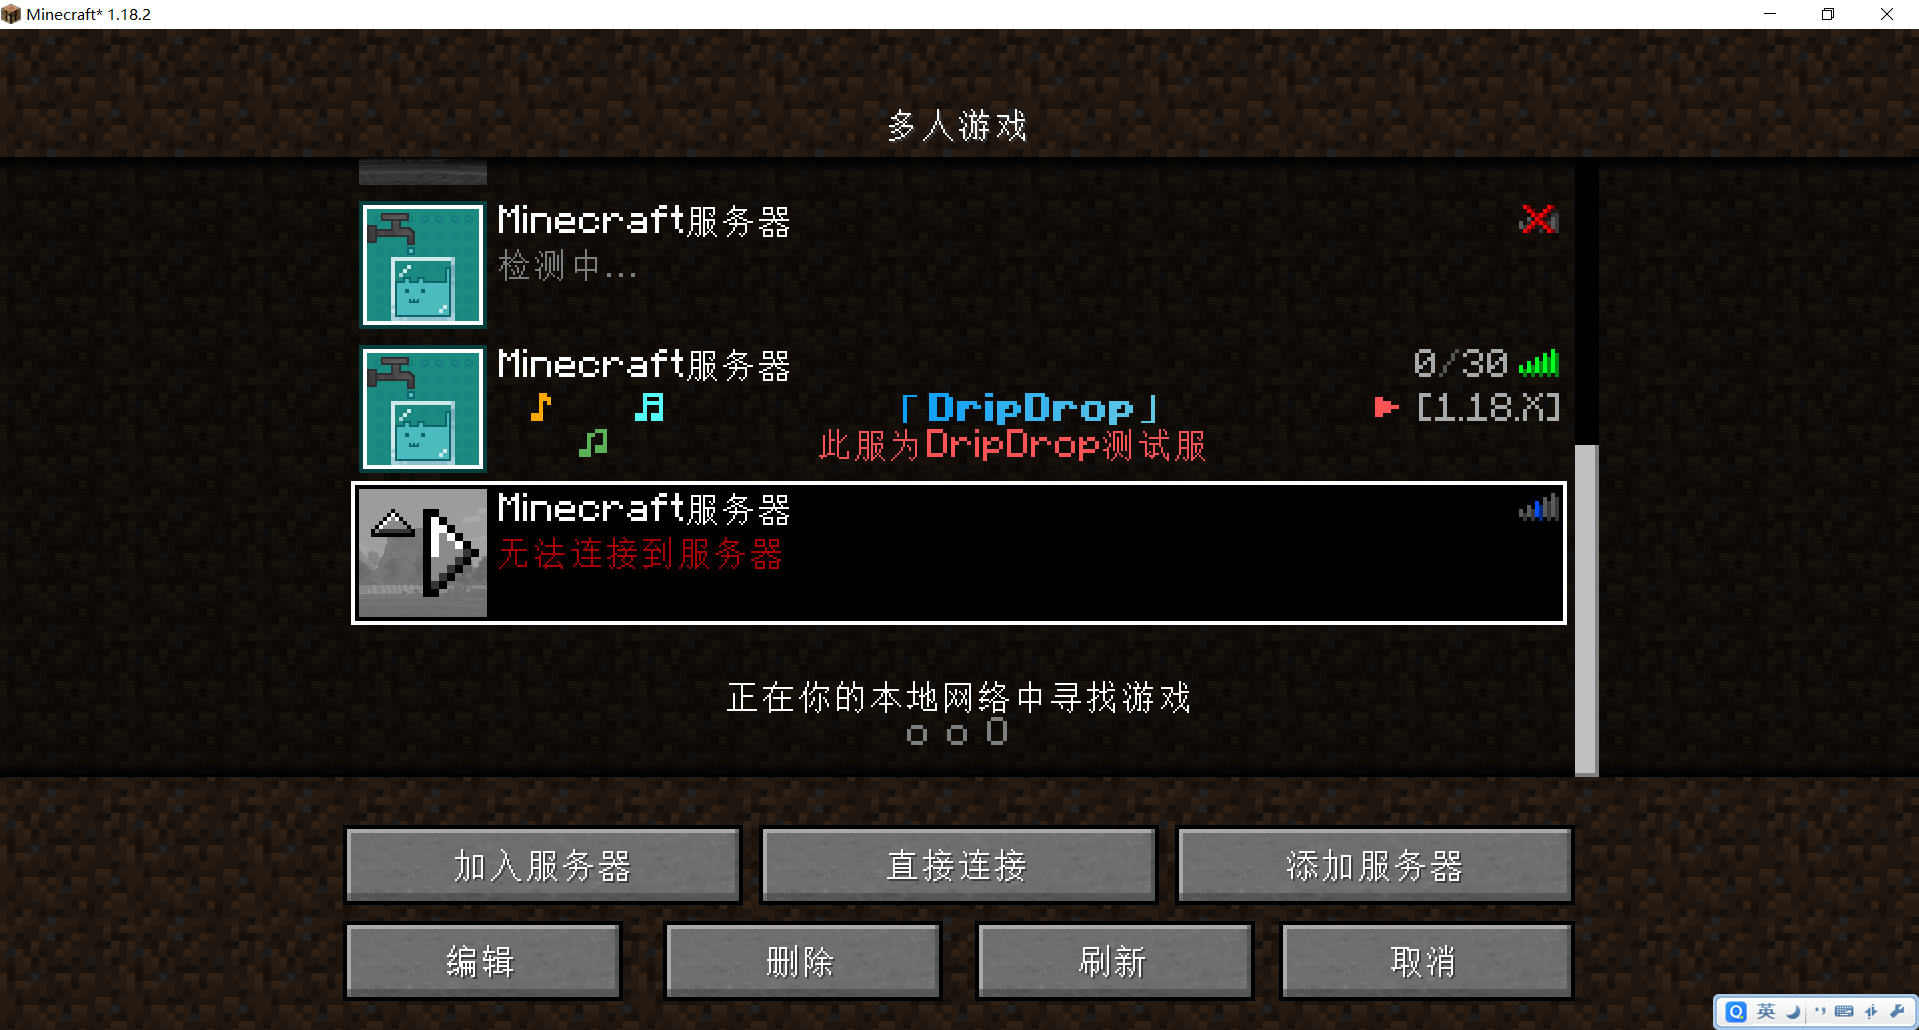 Minecraft* 1.18.2
多人游戏
Minecraft服务器
检测中...
Minecraft服务器
0/30
「DripDrop」
[1.18.X]
此服为DripDrop测试服
Minecraft服务器
无法连接到服务器
正在你的本地网络中寻找游戏
o o O
加入服务器
直接连接
添加服务器
编辑
删除
刷新
取消
英